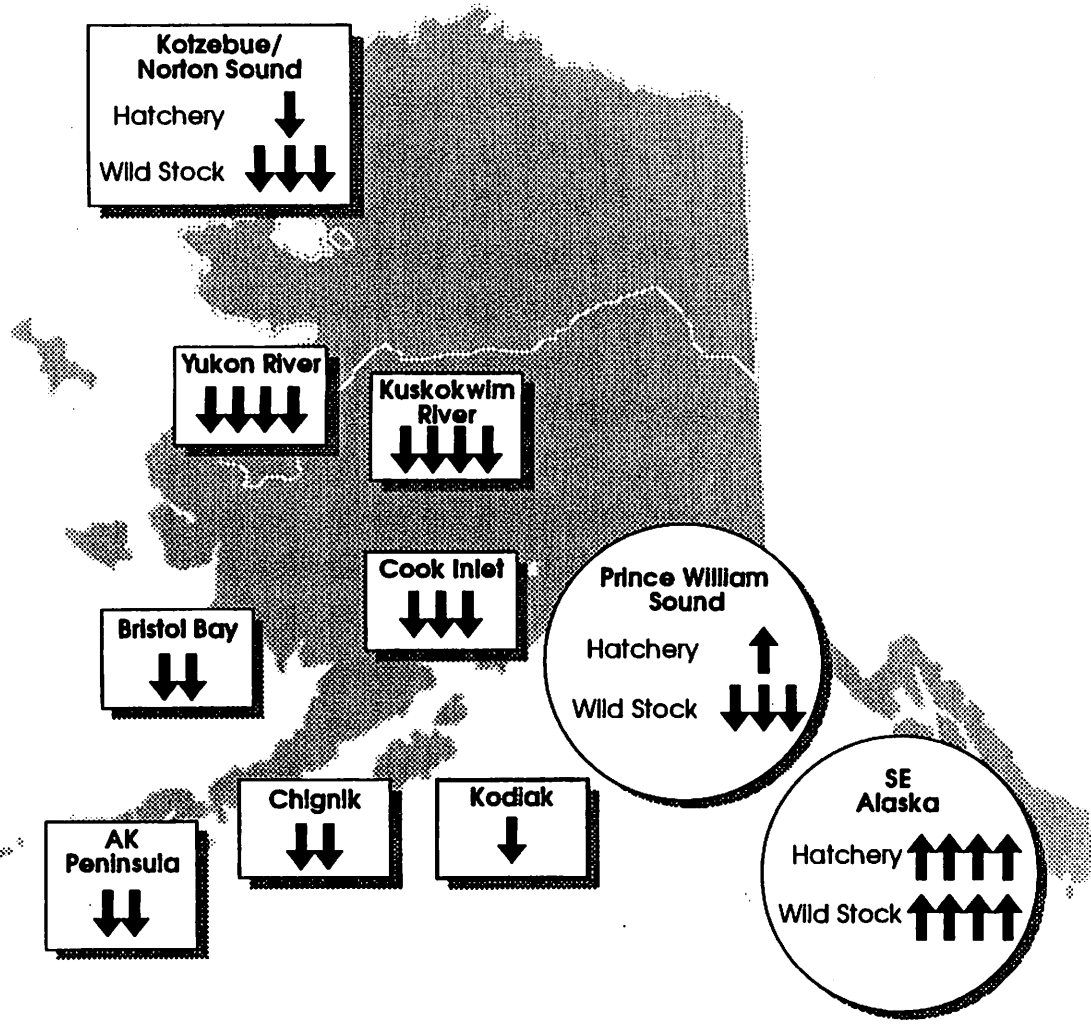 Kotzebue/
Norton Sound
Hatchery
Wild Stock
Yukon River
Kuskokwim
River
Cook Inlet
Bristol Bay
Prince William
Sound
Hatchery
Wild Stock
Chignik
Kodiak
AK
Peninsula
SE
Alaska
Hatchery
Wild Stock